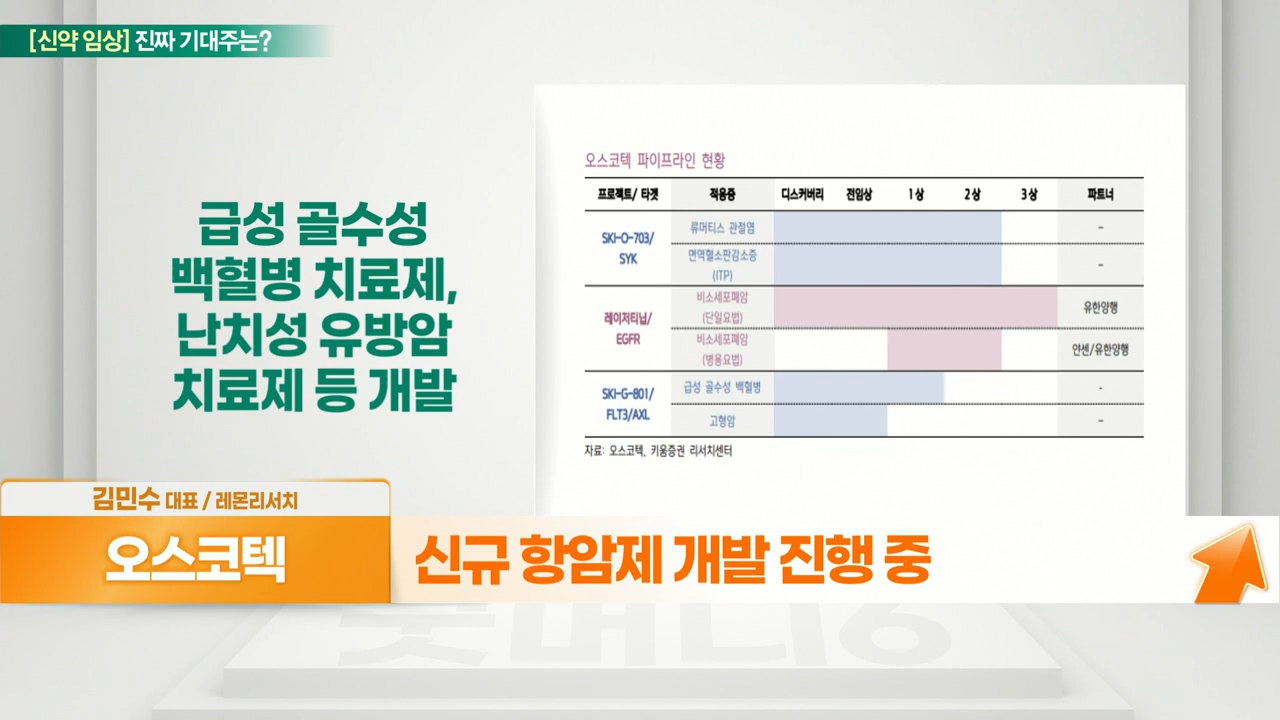 [신약 임상] 진짜 기대주는?
급성 골수성
백혈병 치료제,
난치성 유방암
치료제 등 개발
오스코텍 파이프라인 현황
프로젝트/ 타겟 적응증 디스커버리 전임상 1상 2상 3상 파트너
SKI-O-703/
SYK
류머티스 관절염 -
면역혈소판감소증
(ITP)
-
레이저티닙/
EGFR
비소세포폐암
(단일요법)
유한양행
비소세포폐암
(병용요법)
얀센/유한양행
SKI-G-801/
FLT3/AXL
급성 골수성 백혈병 -
고형암 -
자료: 오스코텍, 키움증권 리서치센터
김민수 대표 / 레몬리서치
오스코텍
신규 항암제 개발 진행 중
굿머니6